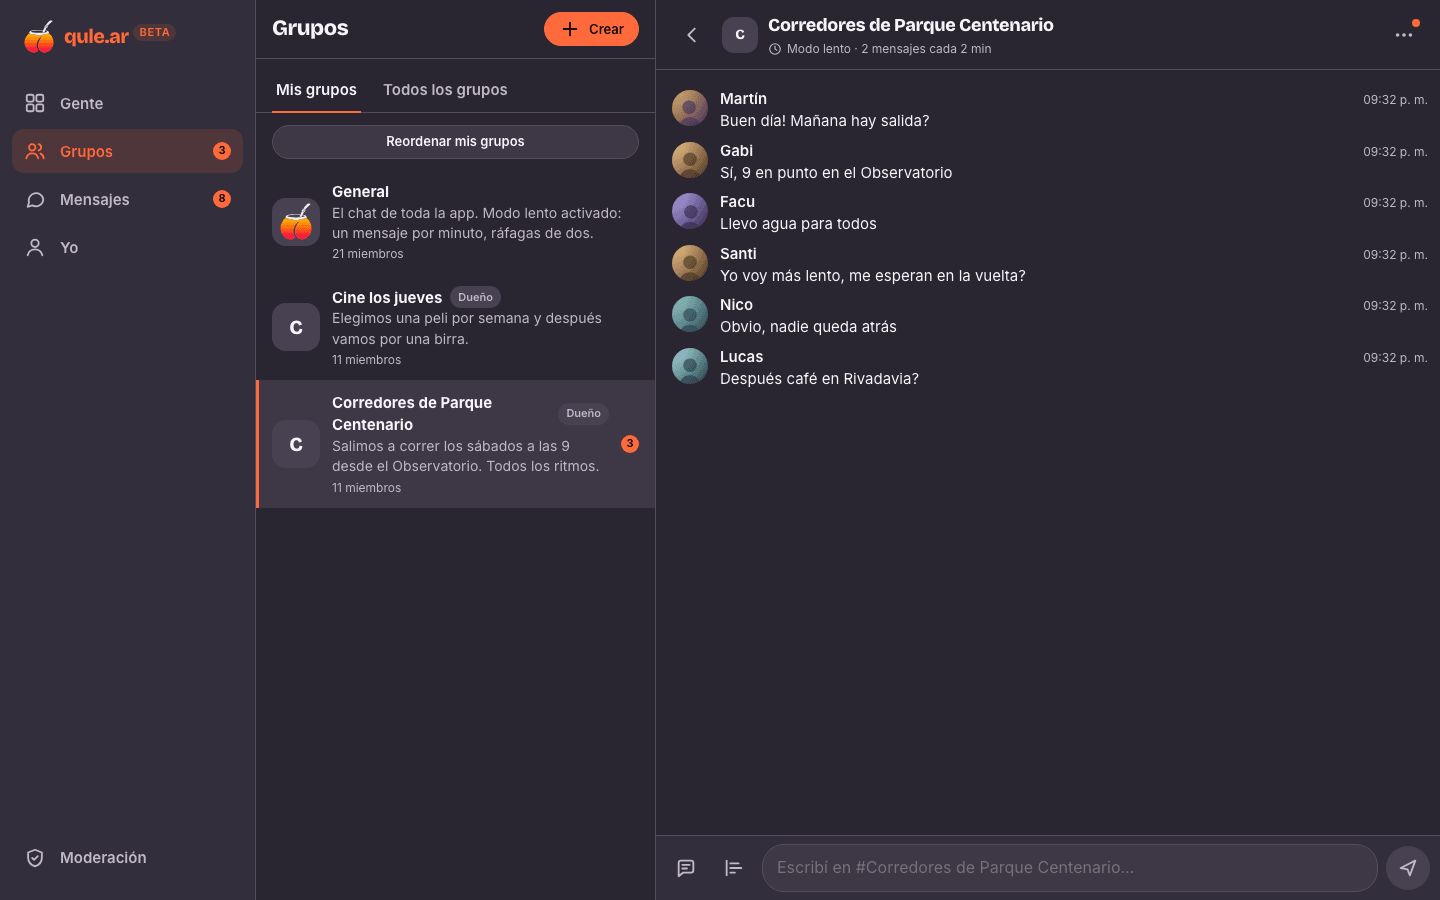 qule.ar BETA
Gente
Grupos 3
Mensajes 8
Yo
Moderación
Grupos
Crear
Mis grupos Todos los grupos
Reordenar mis grupos
General
El chat de toda la app. Modo lento activado:
un mensaje por minuto, ráfagas de dos.
21 miembros
C
Cine los jueves Dueño
Elegimos una peli por semana y después
vamos por una birra.
11 miembros
C
Corredores de Parque
Centenario
Dueño
Salimos a correr los sábados a las 9
desde el Observatorio. Todos los ritmos.
11 miembros
3
C
Corredores de Parque Centenario
Modo lento · 2 mensajes cada 2 min
Martín 09:32 p. m.
Buen día! Mañana hay salida?
Gabi 09:32 p. m.
Sí, 9 en punto en el Observatorio
Facu 09:32 p. m.
Llevo agua para todos
Santi 09:32 p. m.
Yo voy más lento, me esperan en la vuelta?
Nico 09:32 p. m.
Obvio, nadie queda atrás
Lucas 09:32 p. m.
Después café en Rivadavia?
Escribí en #Corredores de Parque Centenario...